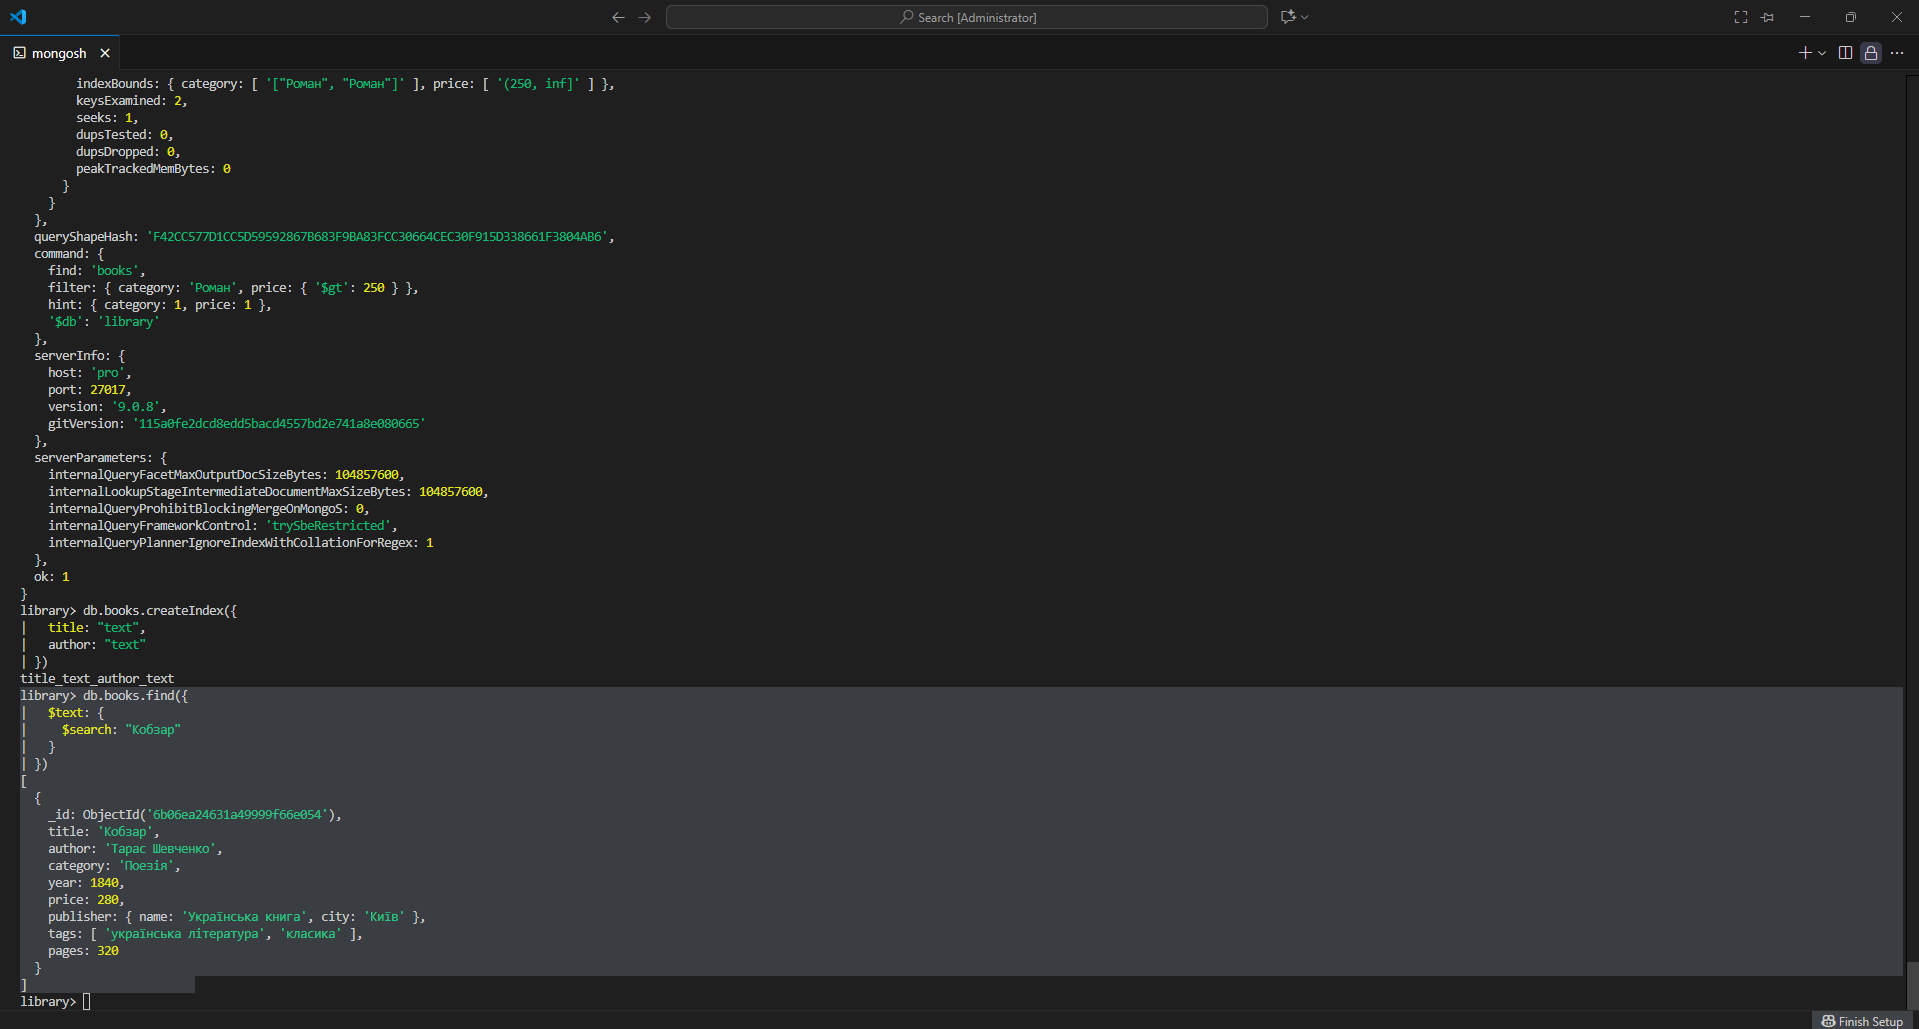 Search [Administrator]
mongosh
indexBounds: { category: [ '["Роман", "Роман"]' ], price: [ '(250, inf]' ] },
keysExamined: 2,
seeks: 1,
dupsTested: 0,
dupsDropped: 0,
peakTrackedMemBytes: 0
}
}
},
queryShapeHash: 'F42CC577D1CC5D59592867B683F9BA83FCC30664CEC30F915D338661F3804AB6',
command: {
find: 'books',
filter: { category: 'Роман', price: { '$gt': 250 } },
hint: { category: 1, price: 1 },
'$db': 'library'
},
serverInfo: {
host: 'pro',
port: 27017,
version: '9.0.8',
gitVersion: '115a0fe2dcd8edd5bacd4557bd2e741a8e080665'
},
serverParameters: {
internalQueryFacetMaxOutputDocSizeBytes: 104857600,
internalLookupStageIntermediateDocumentMaxSizeBytes: 104857600,
internalQueryProhibitBlockingMergeOnMongoS: 0,
internalQueryFrameworkControl: 'trySbeRestricted',
internalQueryPlannerIgnoreIndexWithCollationForRegex: 1
},
ok: 1
}
library> db.books.createIndex({
|   title: "text",
|   author: "text"
| })
title_text_author_text
library> db.books.find({
|   $text: {
|     $search: "Кобзар"
|   }
| })
[
{
_id: ObjectId('6b06ea24631a49999f66e054'),
title: 'Кобзар',
author: 'Тарас Шевченко',
category: 'Поезія',
year: 1840,
price: 280,
publisher: { name: 'Українська книга', city: 'Київ' },
tags: [ 'українська література', 'класика' ],
pages: 320
}
]
library>
Finish Setup